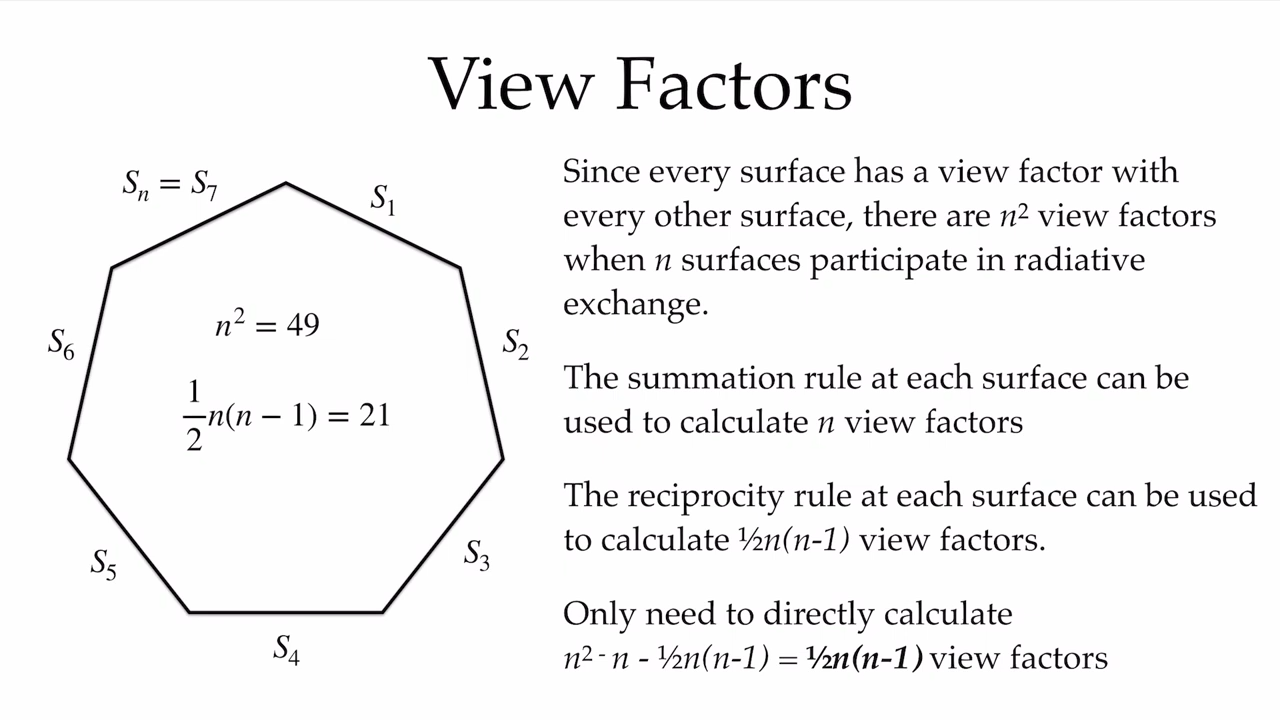 View Factors
Sₙ = S₇
S₁
S₂
S₃
S₄
S₅
S₆
n² = 49
1/2 n(n − 1) = 21
Since every surface has a view factor with
every other surface, there are n² view factors
when n surfaces participate in radiative
exchange.
The summation rule at each surface can be
used to calculate n view factors
The reciprocity rule at each surface can be used
to calculate ½n(n-1) view factors.
Only need to directly calculate
n² - n - ½n(n-1) = ½n(n-1) view factors